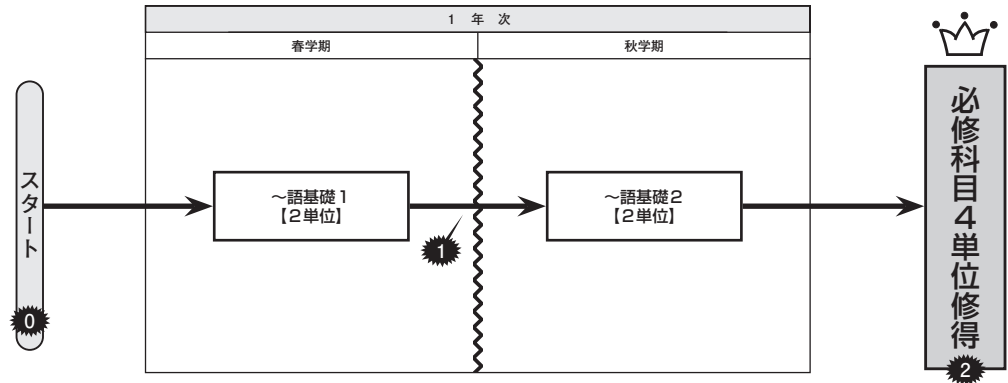 1 年 次
春学期
秋学期
スタート
0
～語基礎1
【2単位】
1
～語基礎2
【2単位】
必修科目4単位修得
2